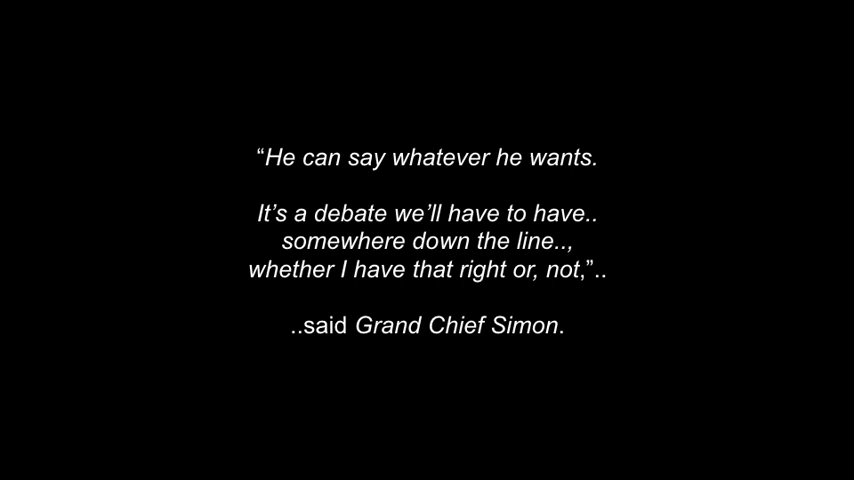 “He can say whatever he wants.
It’s a debate we’ll have to have..
somewhere down the line..,
whether I have that right or, not,”..
..said Grand Chief Simon.